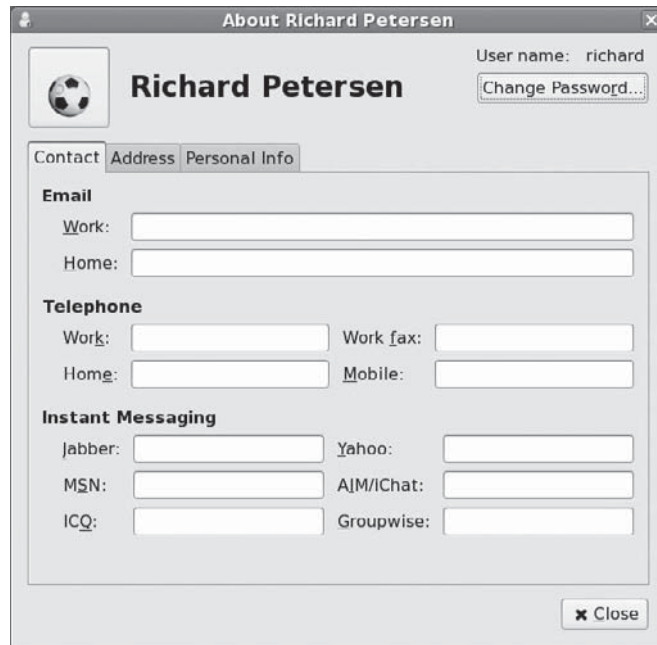 About Richard Petersen
User name: richard
Richard Petersen
Change Password...
Contact Address Personal Info
Email
Work:
Home:
Telephone
Work: Work fax:
Home: Mobile:
Instant Messaging
Jabber: Yahoo:
MSN: AIM/iChat:
ICQ: Groupwise:
Close